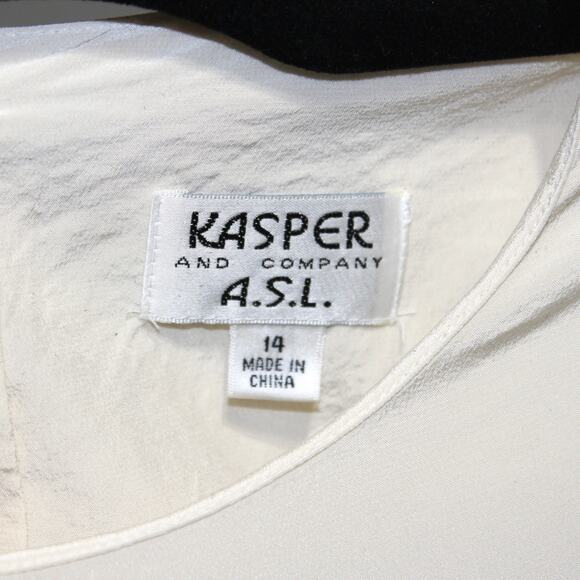 KASPER
AND COMPANY
A.S.L.
14
MADE IN
CHINA